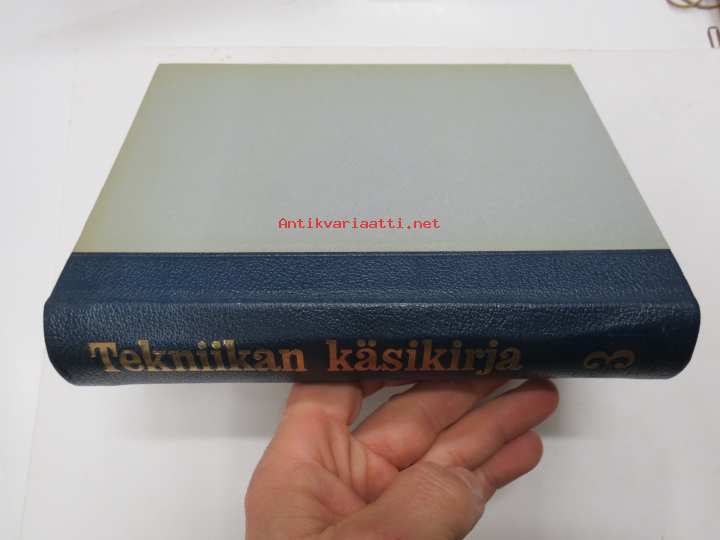 Antikvariaatti.net
Tekniikan käsikirja 3